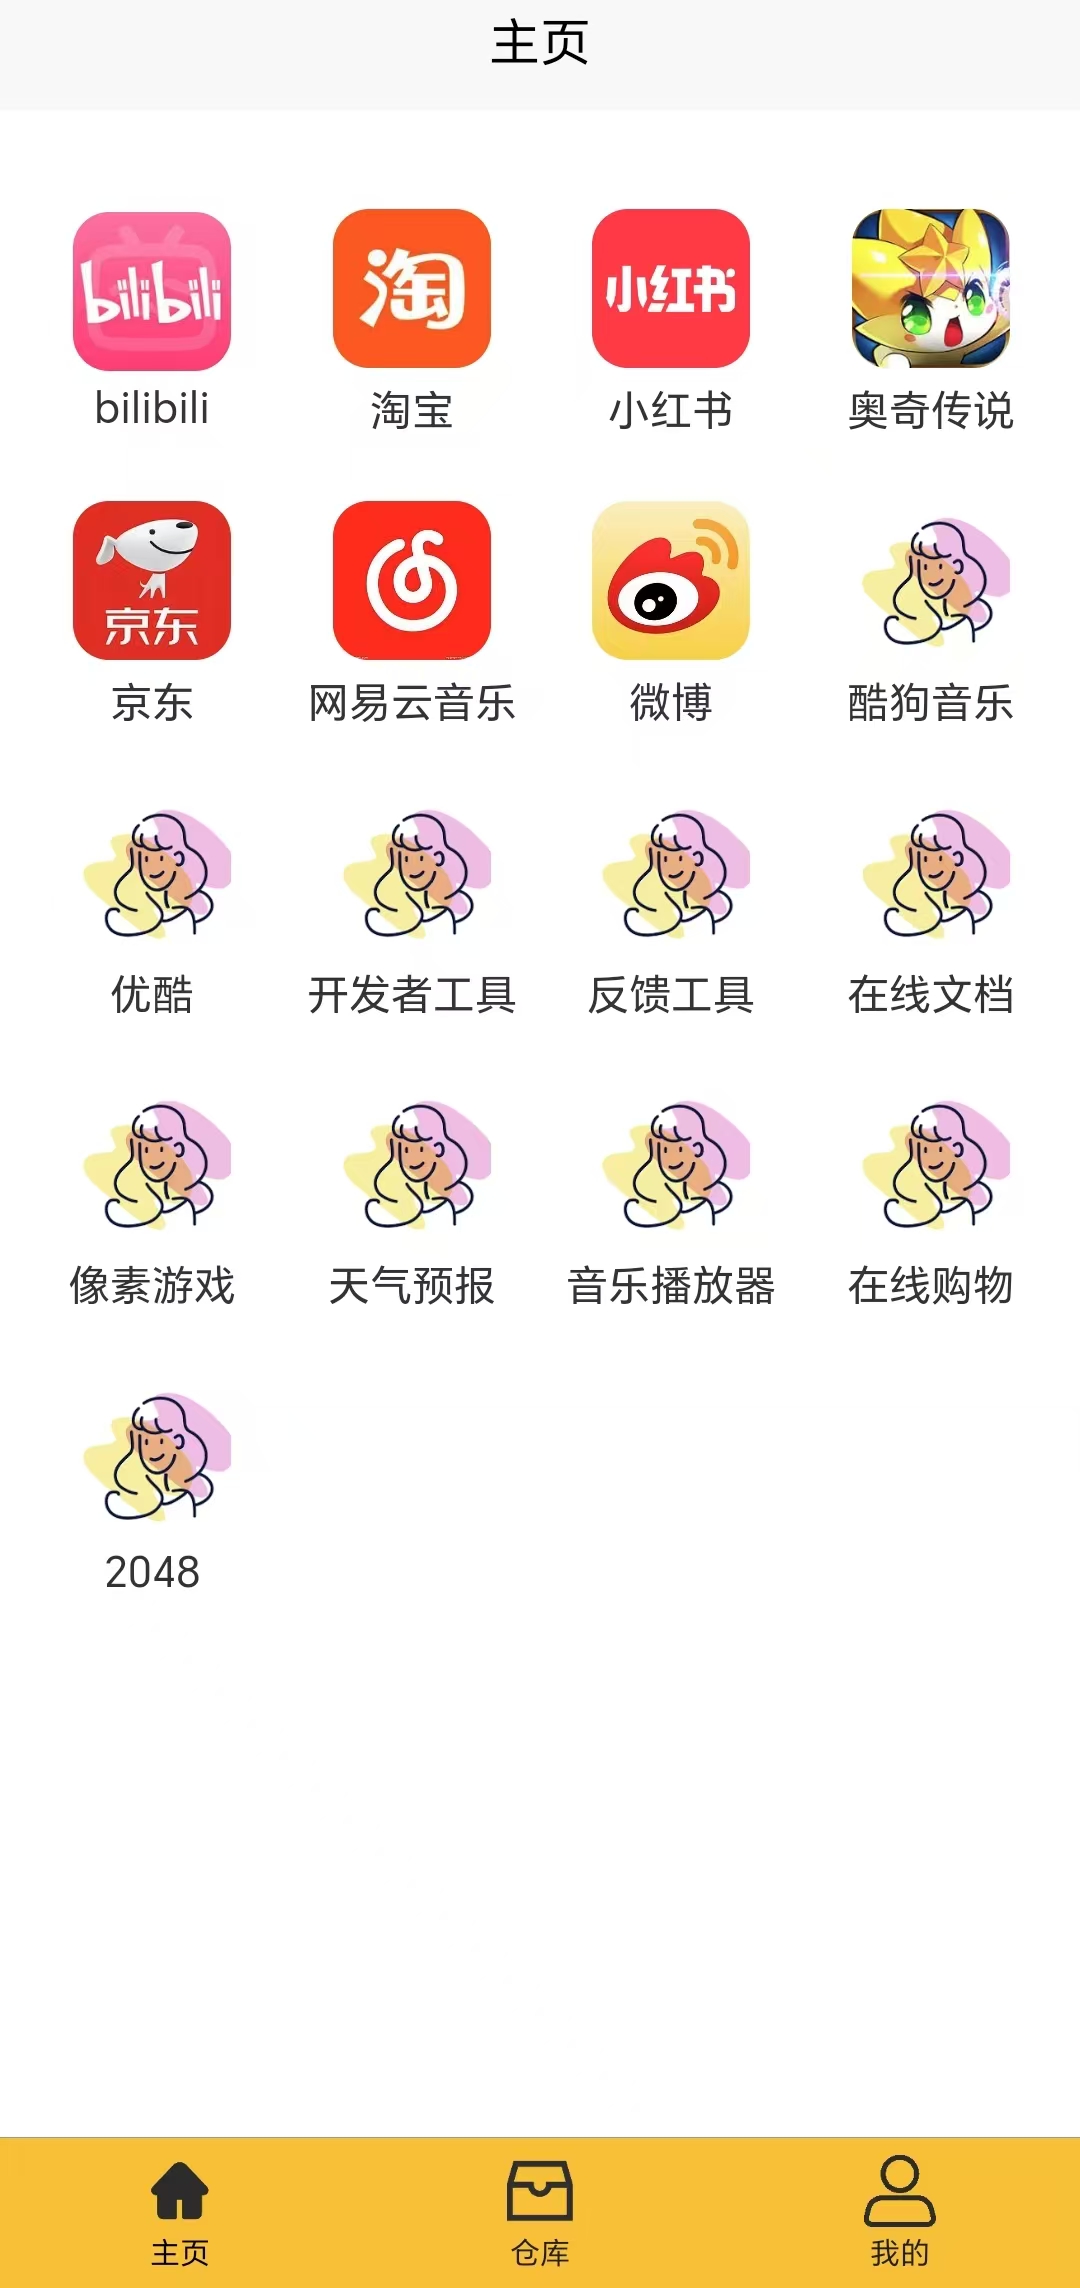 主页
bilibili
淘
小红书
bilibili
淘宝
小红书
奥奇传说
京东
京东
网易云音乐
微博
酷狗音乐
优酷
开发者工具
反馈工具
在线文档
像素游戏
天气预报
音乐播放器
在线购物
2048
主页
仓库
我的